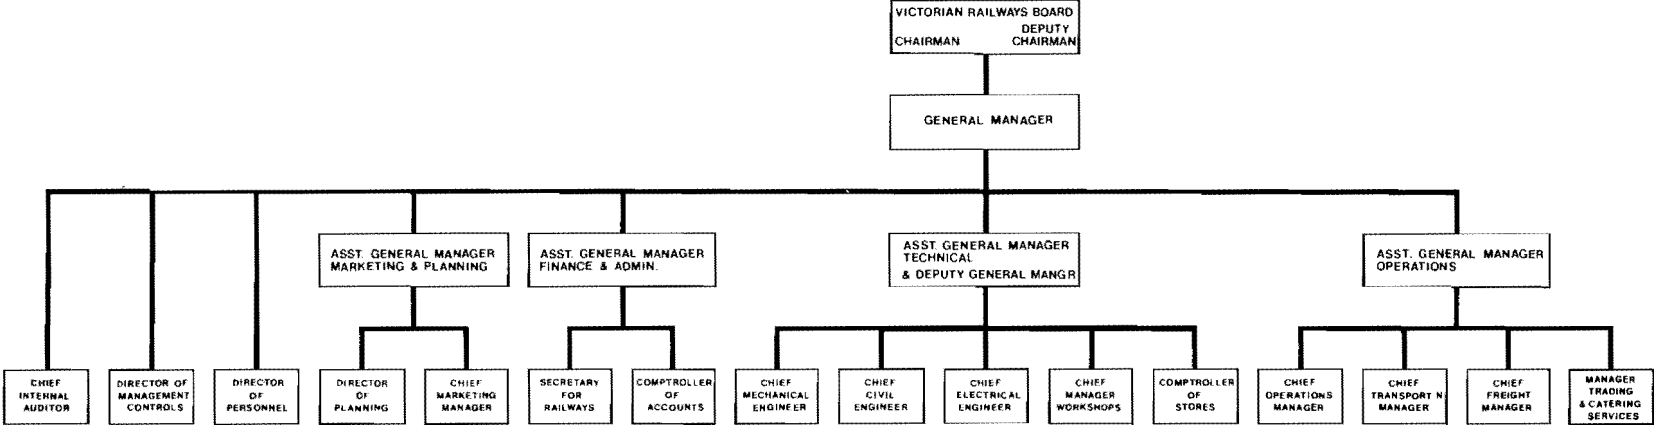 VICTORIAN RAILWAYS BOARD
DEPUTY
CHAIRMAN CHAIRMAN
GENERAL MANAGER
ASST. GENERAL MANAGER
MARKETING & PLANNING
ASST. GENERAL MANAGER
FINANCE & ADMIN.
ASST. GENERAL MANAGER
TECHNICAL
& DEPUTY GENERAL MANGR
ASST. GENERAL MANAGER
OPERATIONS
CHIEF
INTERNAL
AUDITOR
DIRECTOR OF
MANAGEMENT
CONTROLS
DIRECTOR
OF
PERSONNEL
DIRECTOR
OF
PLANNING
CHIEF
MARKETING
MANAGER
SECRETARY
FOR
RAILWAYS
COMPTROLLER
OF
ACCOUNTS
CHIEF
MECHANICAL
ENGINEER
CHIEF
CIVIL
ENGINEER
CHIEF
ELECTRICAL
ENGINEER
CHIEF
MANAGER
WORKSHOPS
COMPTROLLER
OF
STORES
CHIEF
OPERATIONS
MANAGER
CHIEF
TRANSPORT N
MANAGER
CHIEF
FREIGHT
MANAGER
MANAGER
TRADING
& CATERING
SERVICES